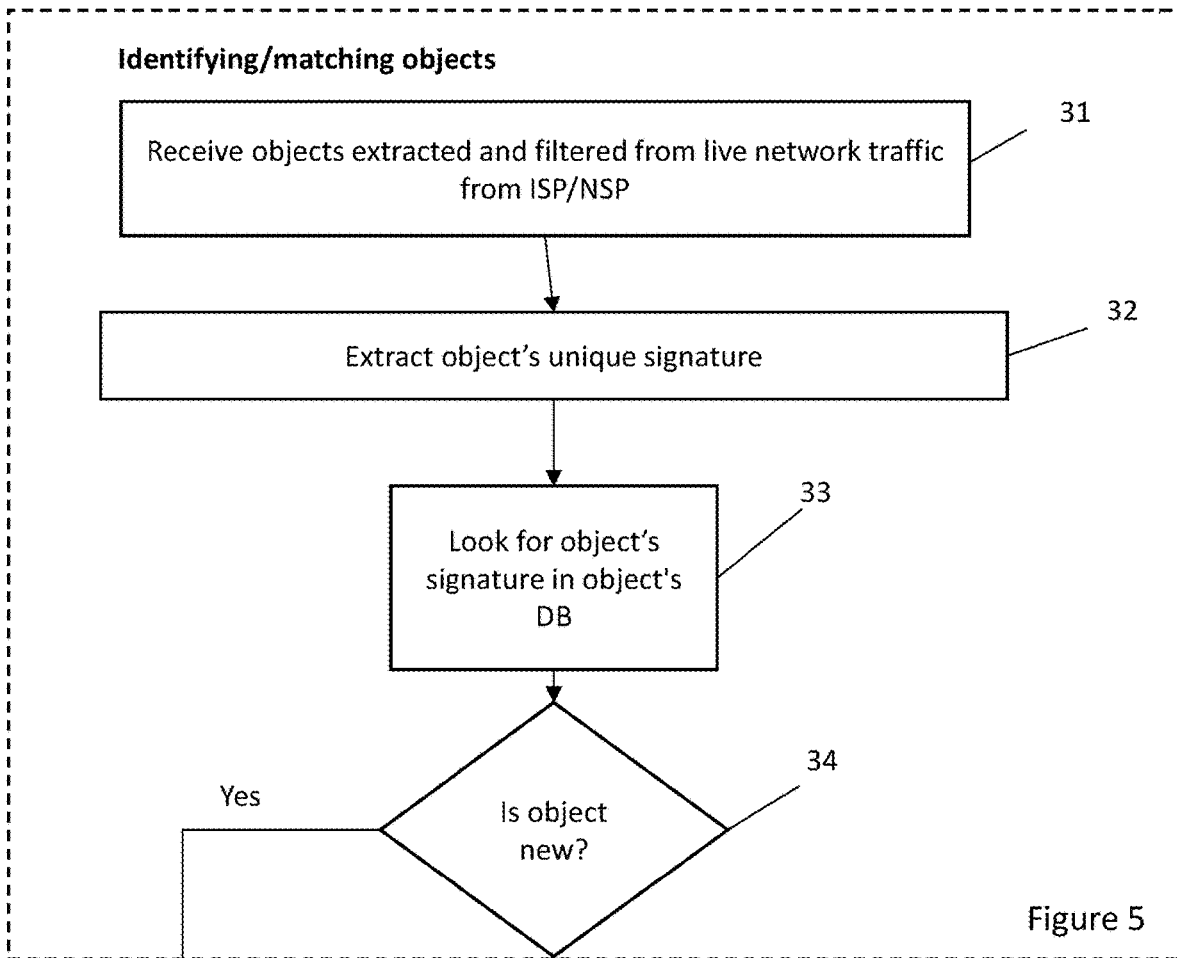 Identifying/matching objects
31
Receive objects extracted and filtered from live network traffic
from ISP/NSP
32
Extract object’s unique signature
33
Look for object’s
signature in object's
DB
34
Yes
Is object
new?
Figure 5